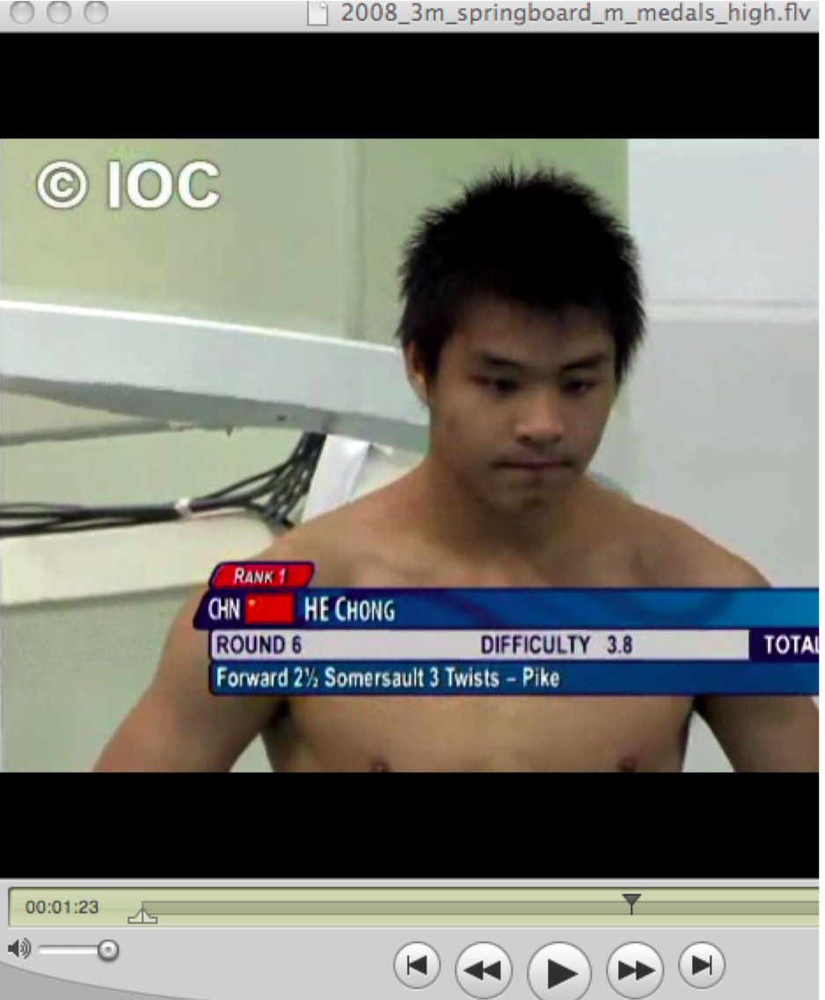 2008_3m_springboard_m_medals_high.flv
© IOC
RANK 1
CHN HE CHONG
ROUND 6 DIFFICULTY 3.8 TOTAL
Forward 2½ Somersault 3 Twists – Pike
00:01:23